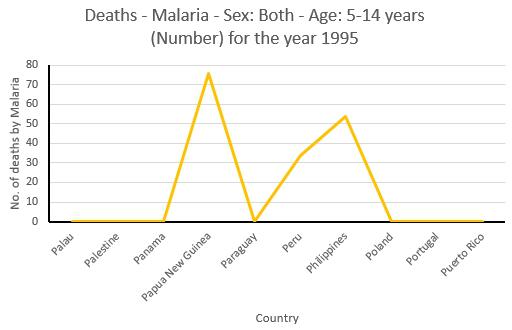 Deaths - Malaria - Sex: Both - Age: 5-14 years
(Number) for the year 1995
No. of deaths by Malaria
80
70
60
50
40
30
20
10
0
Palau
Palestine
Panama
Papua New Guinea
Paraguay
Peru
Philippines
Poland
Portugal
Puerto Rico
Country